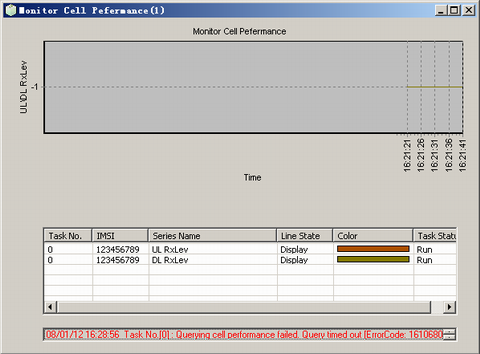 Monitor Cell Pefermance(1)
Monitor Cell Pefermance
UL\DL RxLev
-1
16:21:21
16:21:26
16:21:31
16:21:36
16:21:41
Time
Task No. IMSI Series Name Line State Color Task Statu
0 123456789 UL RxLev Display Run
0 123456789 DL RxLev Display Run
[08/01/12 16:28:56 Task No.[0] : Querying cell performance failed. Query timed out [ErrorCode: 1610680